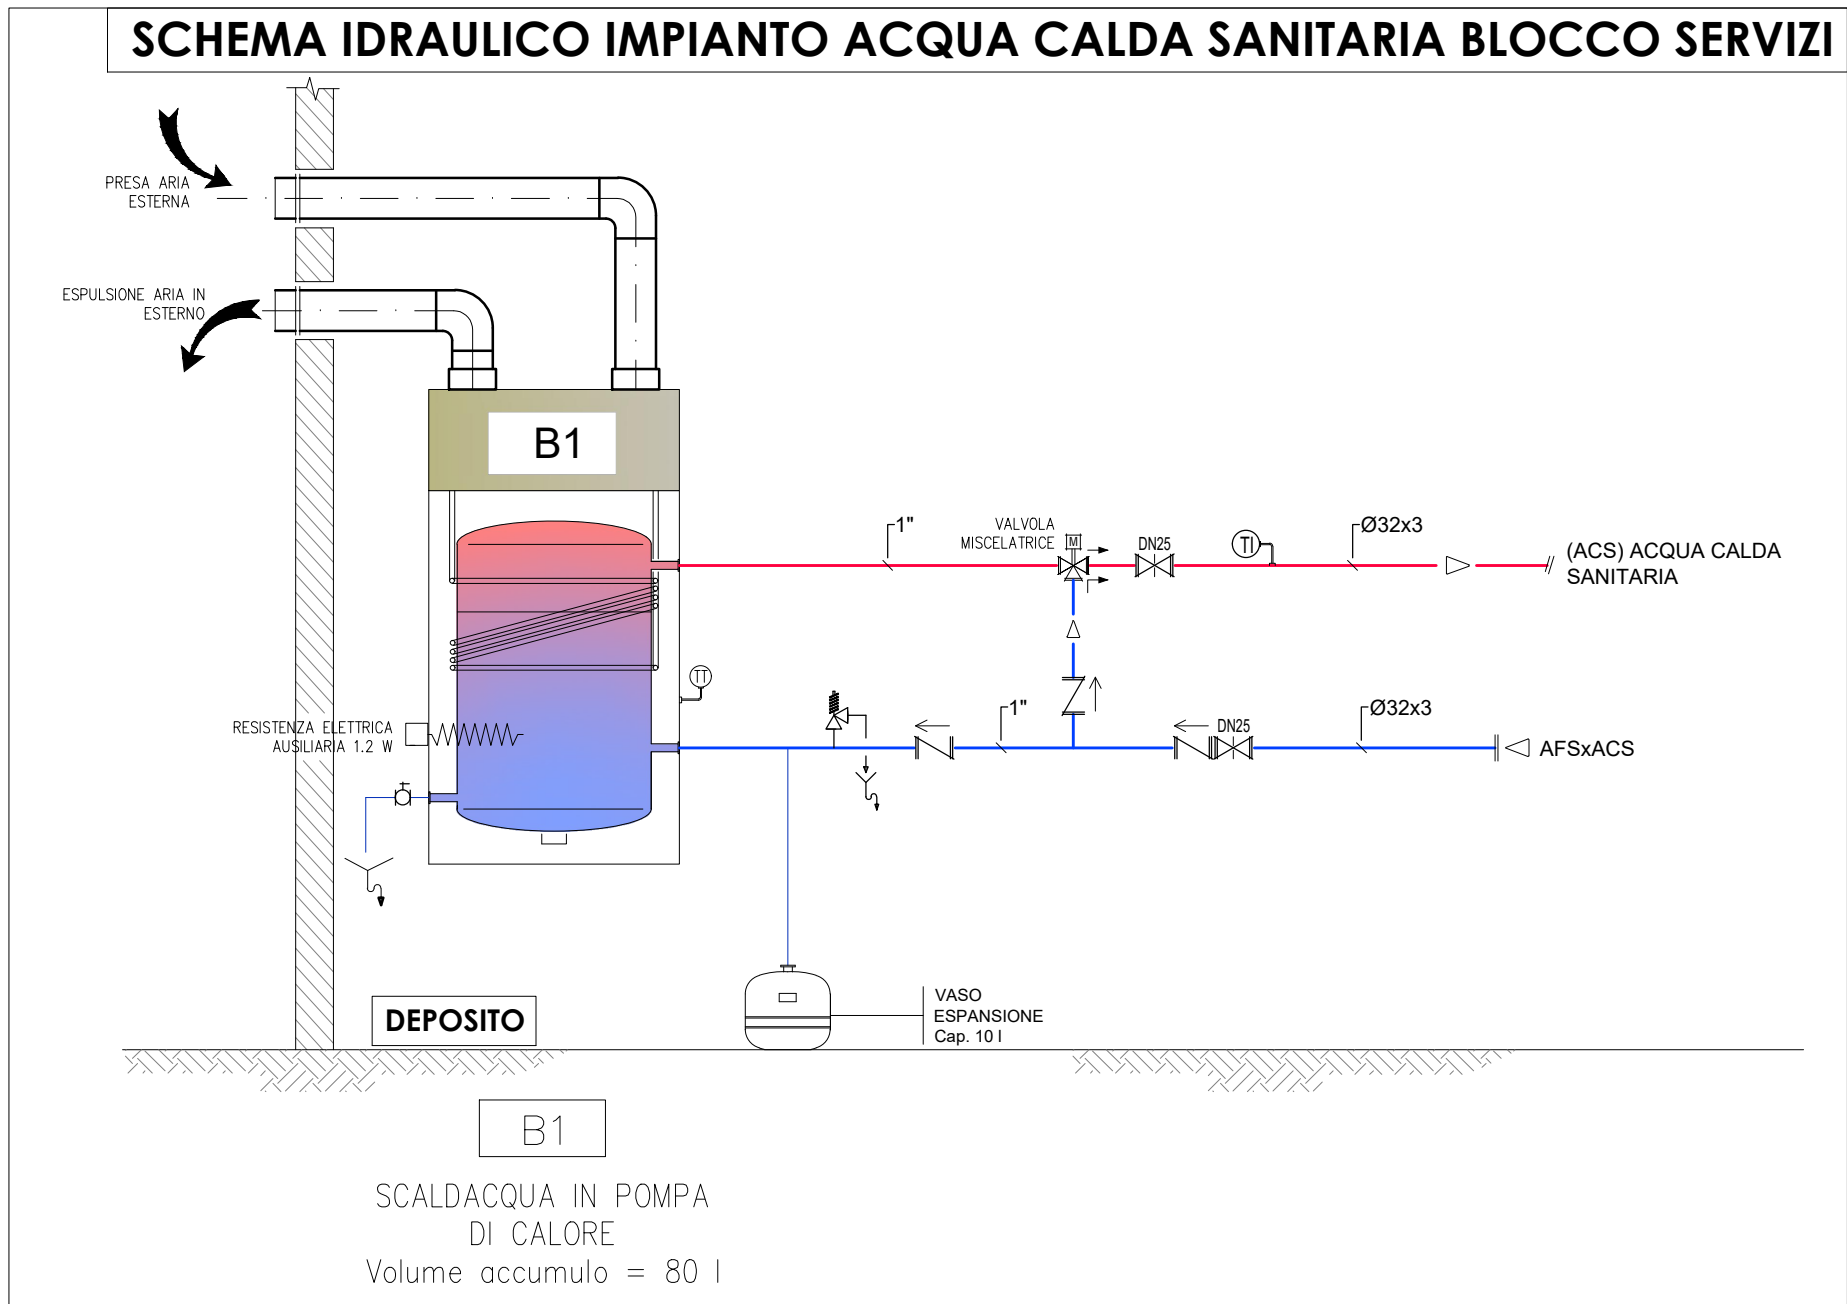 SCHEMA IDRAULICO IMPIANTO ACQUA CALDA SANITARIA BLOCCO SERVIZI
PRESA ARIA
ESTERNA
ESPULSIONE ARIA IN
ESTERNO
B1
1"
VALVOLA
MISCELATRICE
M
DN25
TI
Ø32x3
(ACS) ACQUA CALDA
SANITARIA
TT
RESISTENZA ELETTRICA
AUSILIARIA 1.2 W
1"
DN25
Ø32x3
AFSxACS
VASO
ESPANSIONE
Cap. 10 l
DEPOSITO
B1
SCALDACQUA IN POMPA
DI CALORE
Volume accumulo = 80 l